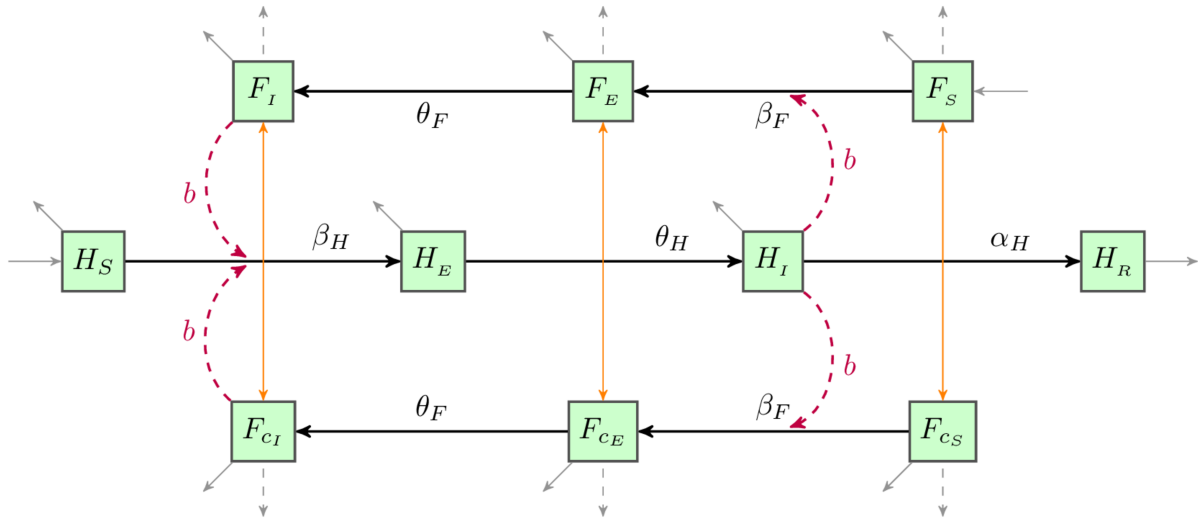 F_I F_E F_S
θ_F β_F
b b
β_H θ_H α_H
H_S H_E H_I H_R
b b
θ_F β_F
F_{c_I} F_{c_E} F_{c_S}